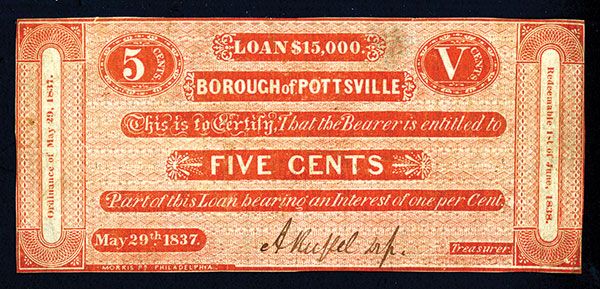 LOAN $15,000.
5 CENTS
V CENTS
BOROUGH of POTTSVILLE
This is to Certify, That the Bearer is entitled to
FIVE CENTS
Part of this Loan bearing an Interest of one per Cent.
May 29th 1837.
Treasurer.
MORRIS Pr. PHILADELPHIA.
Ordinance of May 29, 1837.
Redeemable 1st of June, 1838.